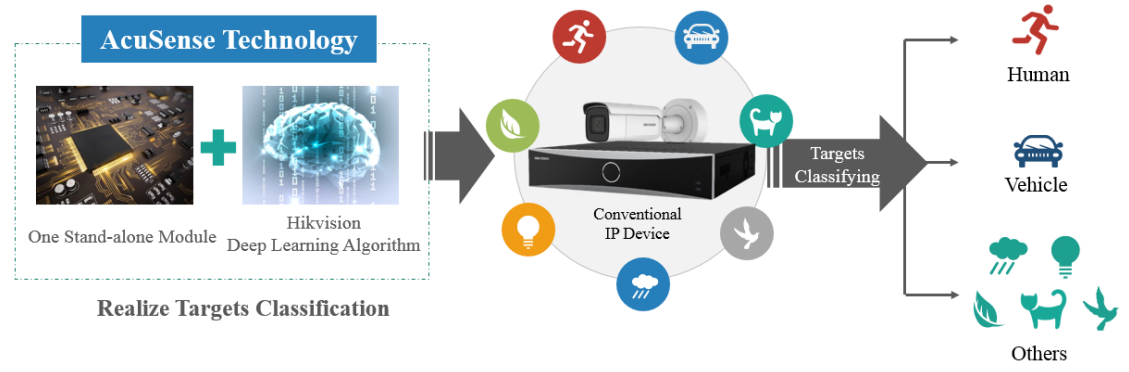 AcuSense Technology
One Stand-alone Module
Hikvision
Deep Learning Algorithm
Realize Targets Classification
HIKVISION
Conventional
IP Device
Targets
Classifying
Human
Vehicle
Others